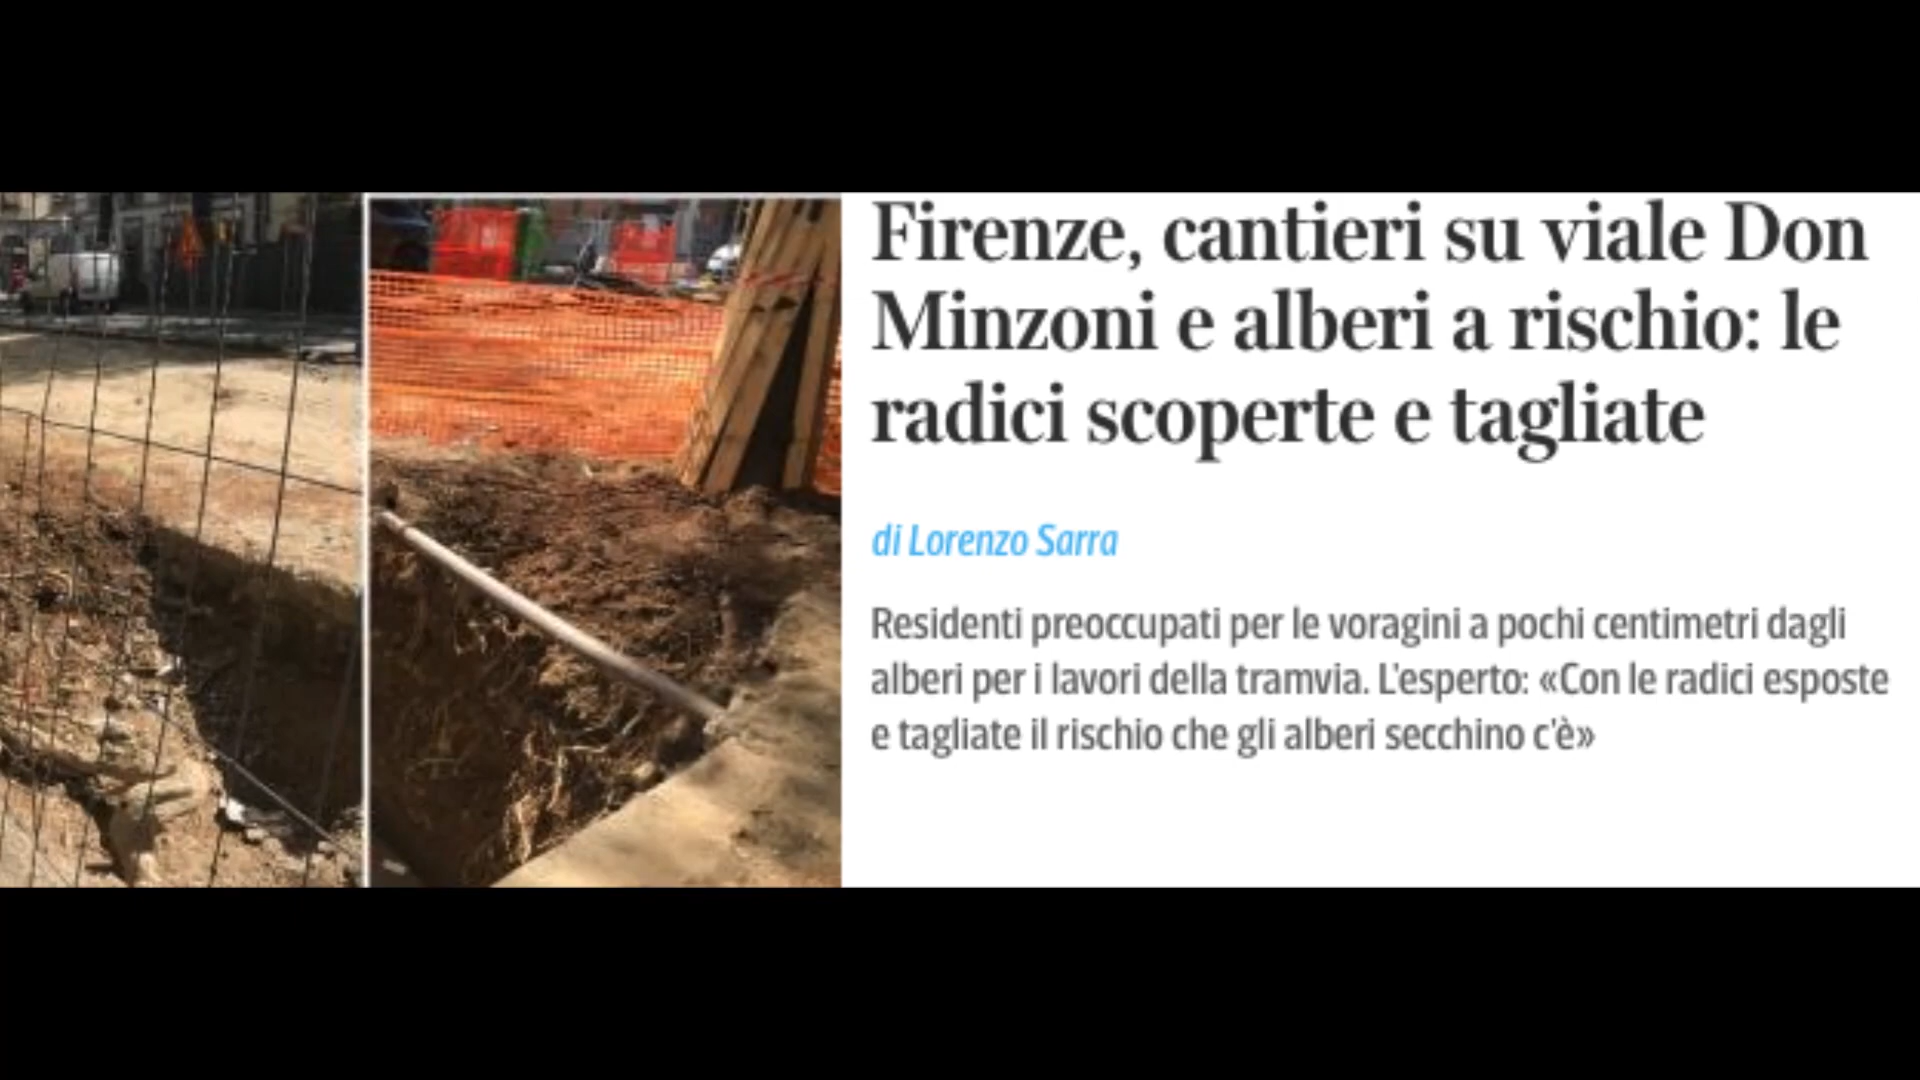 Firenze, cantieri su viale Don
Minzoni e alberi a rischio: le
radici scoperte e tagliate
di Lorenzo Sarra
Residenti preoccupati per le voragini a pochi centimetri dagli
alberi per i lavori della tramvia. L'esperto: «Con le radici esposte
e tagliate il rischio che gli alberi secchino c'è»